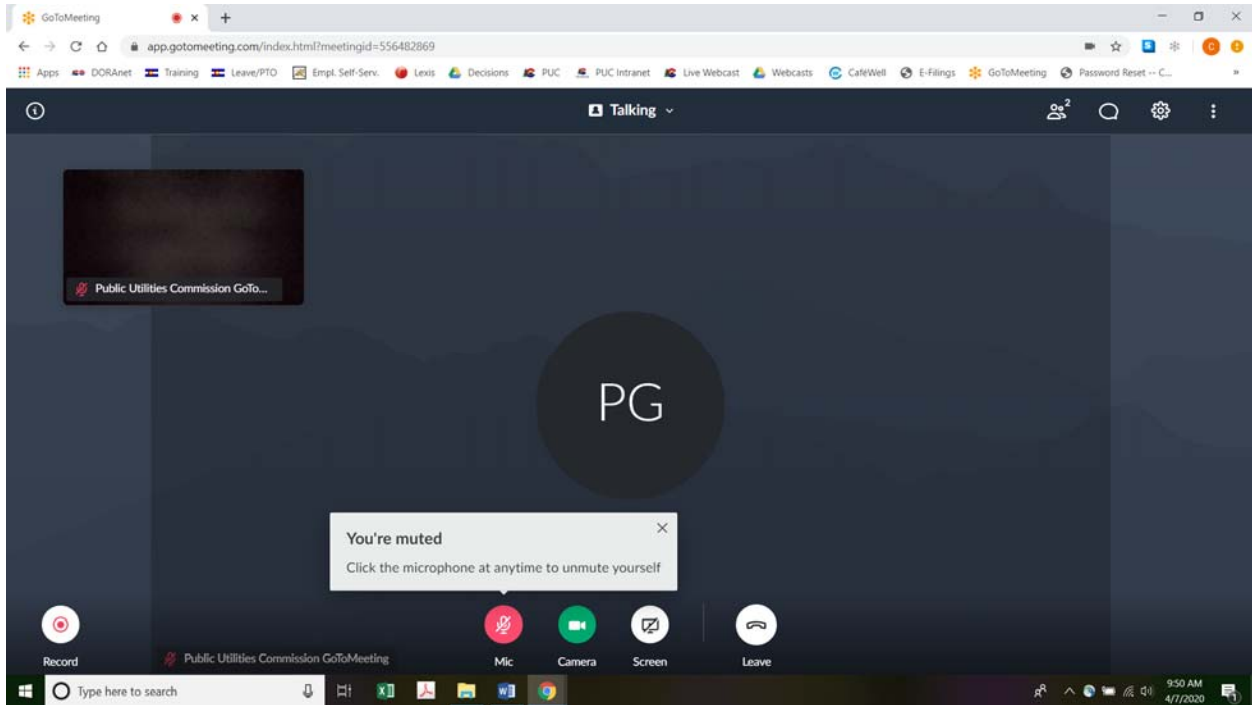 GoToMeeting
app.gotomeeting.com/index.html?meetingid=556482869
Apps DORAnet Training Leave/PTO Empl. Self-Serv. Lexis Decisions PUC PUC Intranet Live Webcast Webcasts CafeWell E-Filings GoToMeeting Password Reset -- C... »
Talking
2
Public Utilities Commission GoTo...
PG
You're muted
Click the microphone at anytime to unmute yourself
Record
Public Utilities Commission GoToMeeting
Mic Camera Screen Leave
Type here to search
9:50 AM
4/7/2020